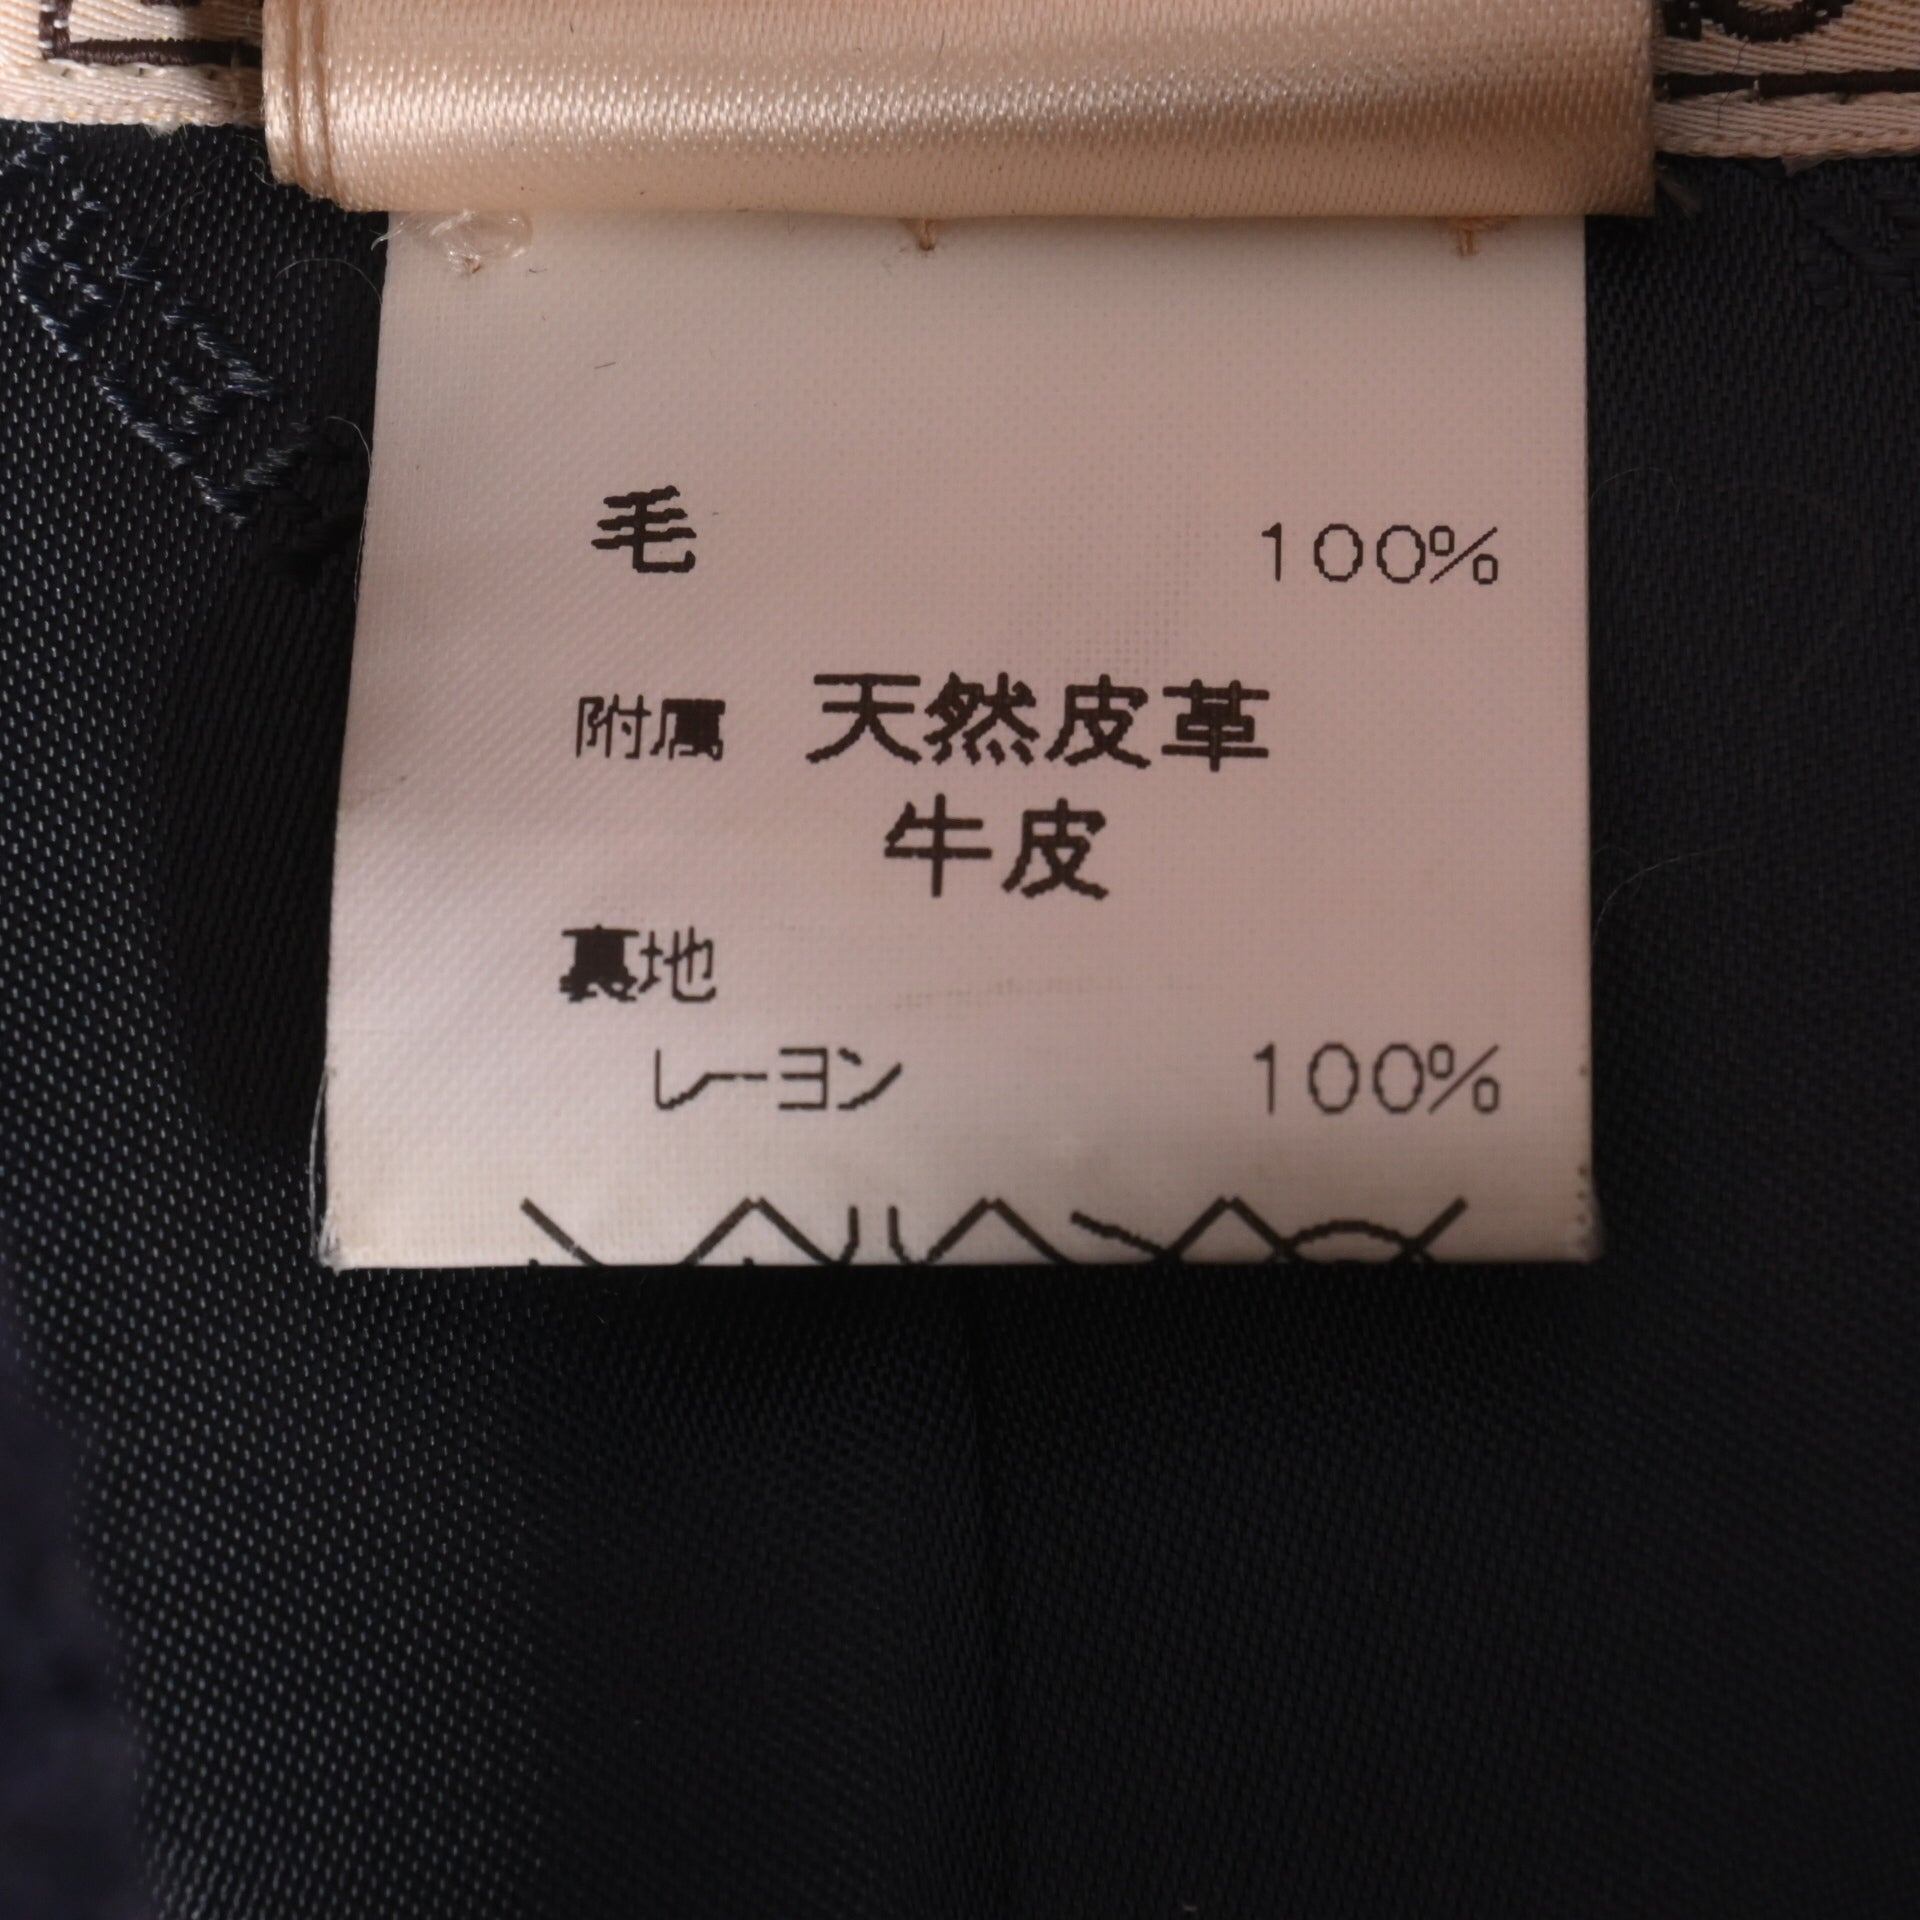 毛 100%
附属 天然皮革
牛皮
裏地
レーヨン 100%